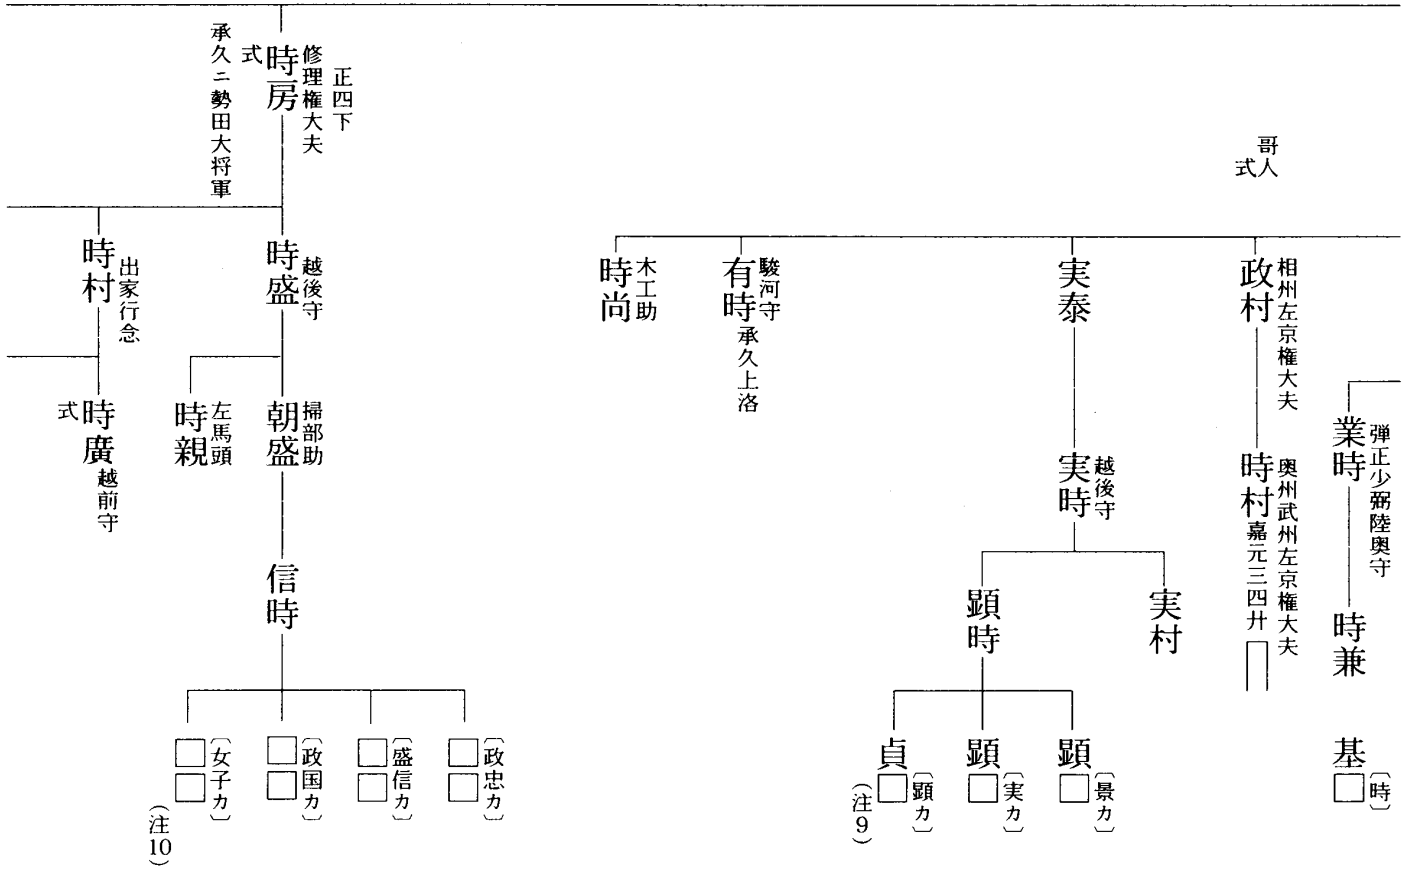 弾正少弼陸奥守
業時
時兼
基□
〔時〕
哥人
式
相州左京権大夫
政村
奥州武州左京権大夫
時村
嘉元三四廾
実泰
越後守
実時
実村
顕時
顕□
〔景カ〕
顕□
〔実カ〕
貞□
〔顕カ〕
（注9）
駿河守
有時
承久上洛
木工助
時尚
正四下
修理権大夫
時房
式
承久ニ勢田大将軍
越後守
時盛
掃部助
朝盛
左馬頭
時親
信時
〔政忠カ〕
□□
〔盛信カ〕
□□
〔政国カ〕
□□
〔女子カ〕
□□
（注10）
出家行念
時村
時廣
越前守
式